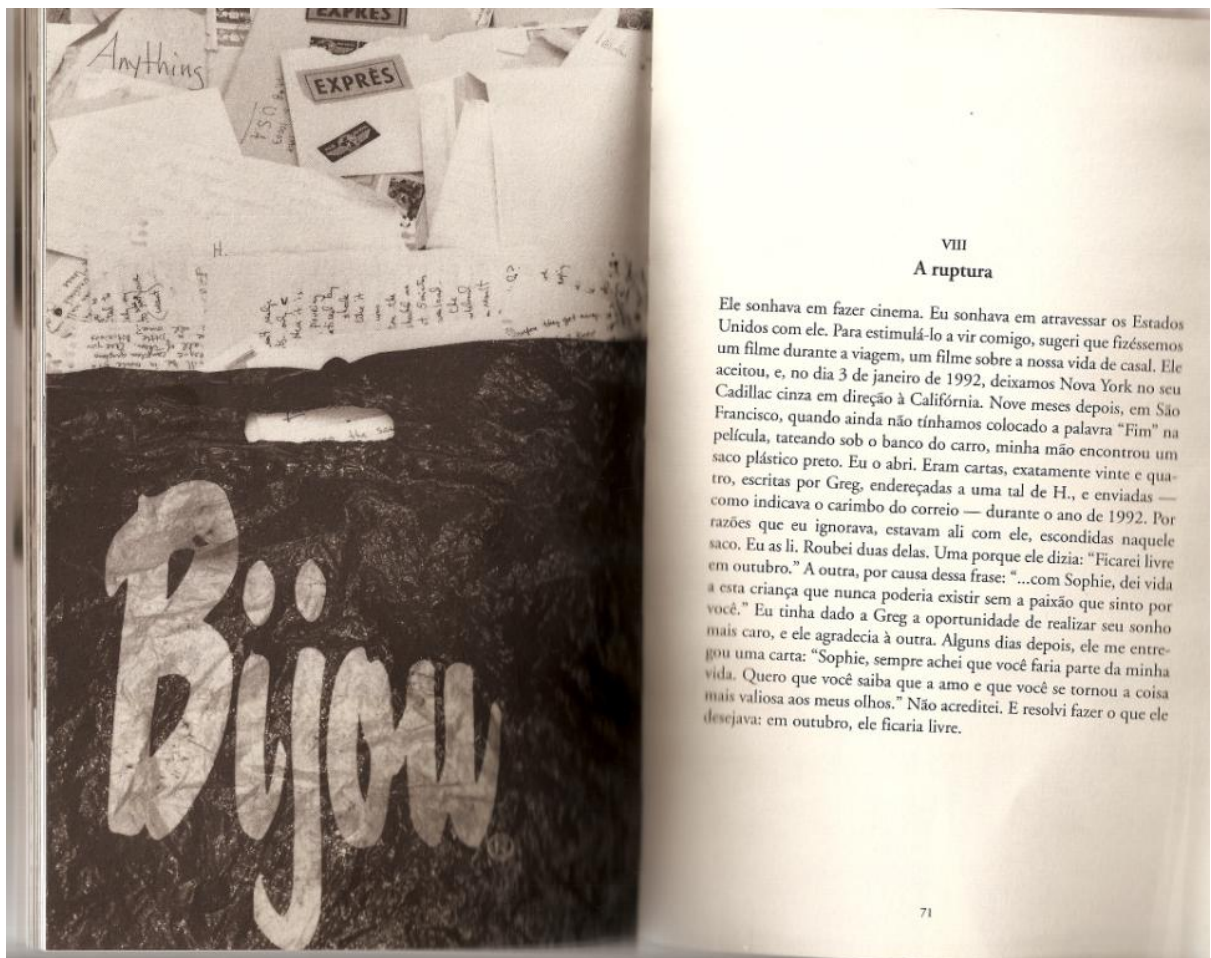 EXPRES
Anything
EXPRÈS
USA
H.
the
Bijou
®
VIII
A ruptura
Ele sonhava em fazer cinema. Eu sonhava em atravessar os Estados
Unidos com ele. Para estimulá-lo a vir comigo, sugeri que fizéssemos
um filme durante a viagem, um filme sobre a nossa vida de casal. Ele
aceitou, e, no dia 3 de janeiro de 1992, deixamos Nova York no seu
Cadillac cinza em direção à Califórnia. Nove meses depois, em São
Francisco, quando ainda não tínhamos colocado a palavra “Fim” na
película, tateando sob o banco do carro, minha mão encontrou um
saco plástico preto. Eu o abri. Eram cartas, exatamente vinte e qua-
tro, escritas por Greg, endereçadas a uma tal de H., e enviadas —
como indicava o carimbo do correio — durante o ano de 1992. Por
razões que eu ignorava, estavam ali com ele, escondidas naquele
saco. Eu as li. Roubei duas delas. Uma porque ele dizia: “Ficarei livre
em outubro.” A outra, por causa dessa frase: “...com Sophie, dei vida
a esta criança que nunca poderia existir sem a paixão que sinto por
você.” Eu tinha dado a Greg a oportunidade de realizar seu sonho
mais caro, e ele agradecia à outra. Alguns dias depois, ele me entre-
gou uma carta: “Sophie, sempre achei que você faria parte da minha
vida. Quero que você saiba que a amo e que você se tornou a coisa
mais valiosa aos meus olhos.” Não acreditei. E resolvi fazer o que ele
desejava: em outubro, ele ficaria livre.
71